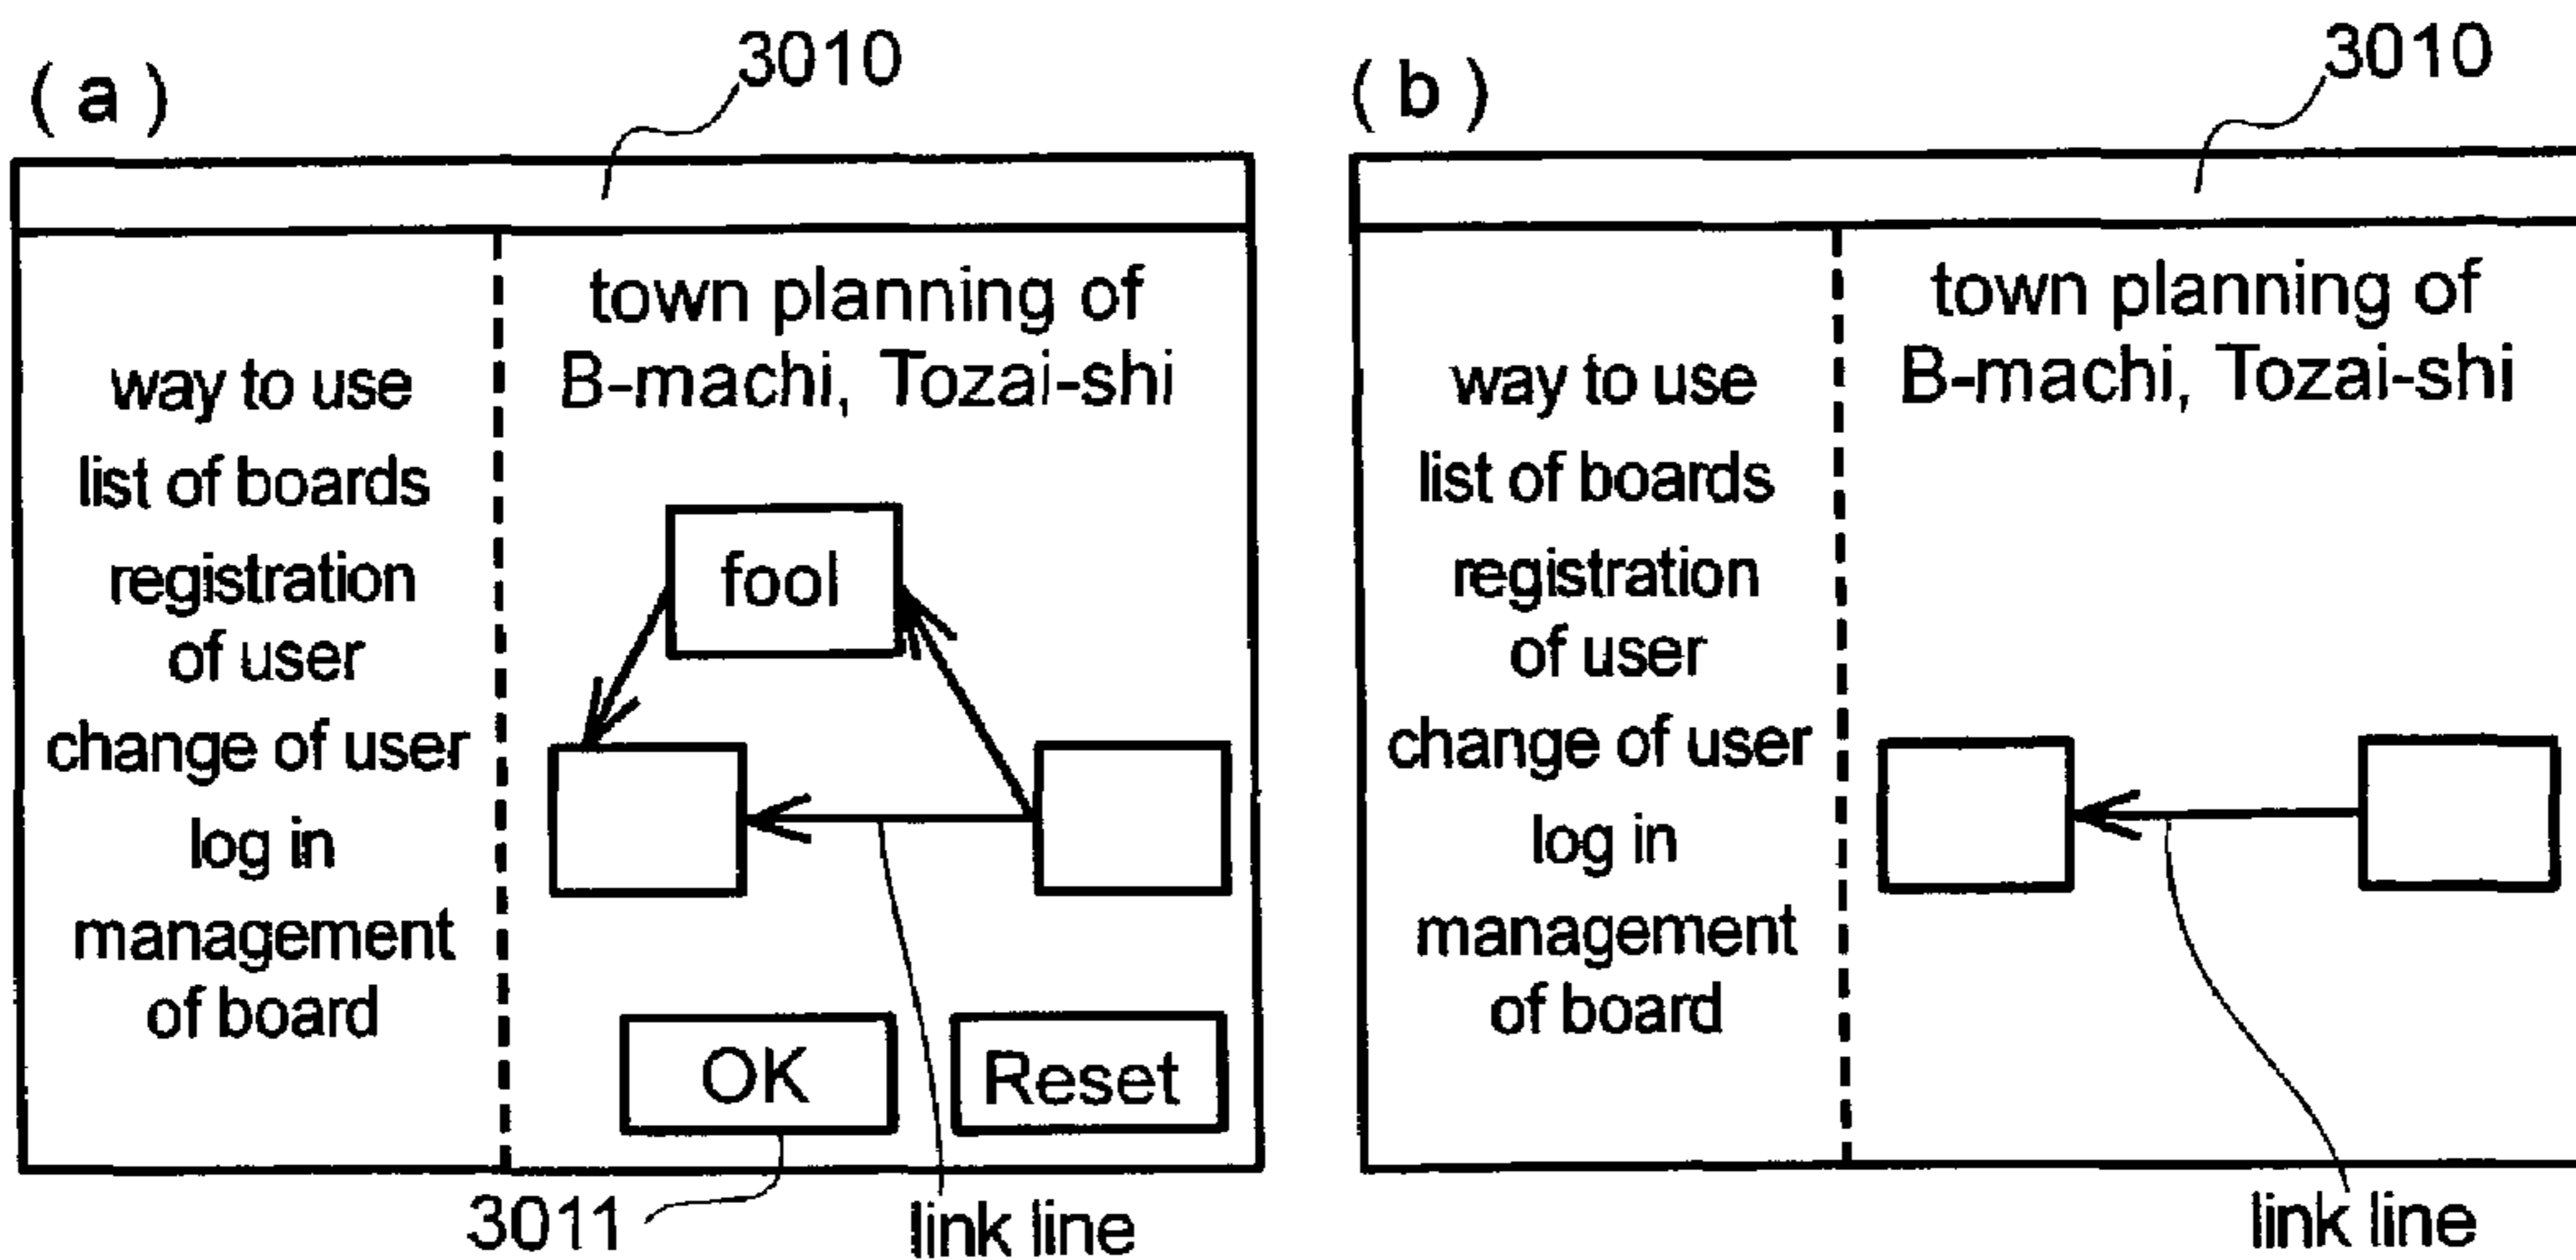 (a)
3010
town planning of
B-machi, Tozai-shi
way to use
list of boards
registration
of user
change of user
log in
management
of board
fool
OK
Reset
3011
link line
(b)
3010
town planning of
B-machi, Tozai-shi
way to use
list of boards
registration
of user
change of user
log in
management
of board
link line